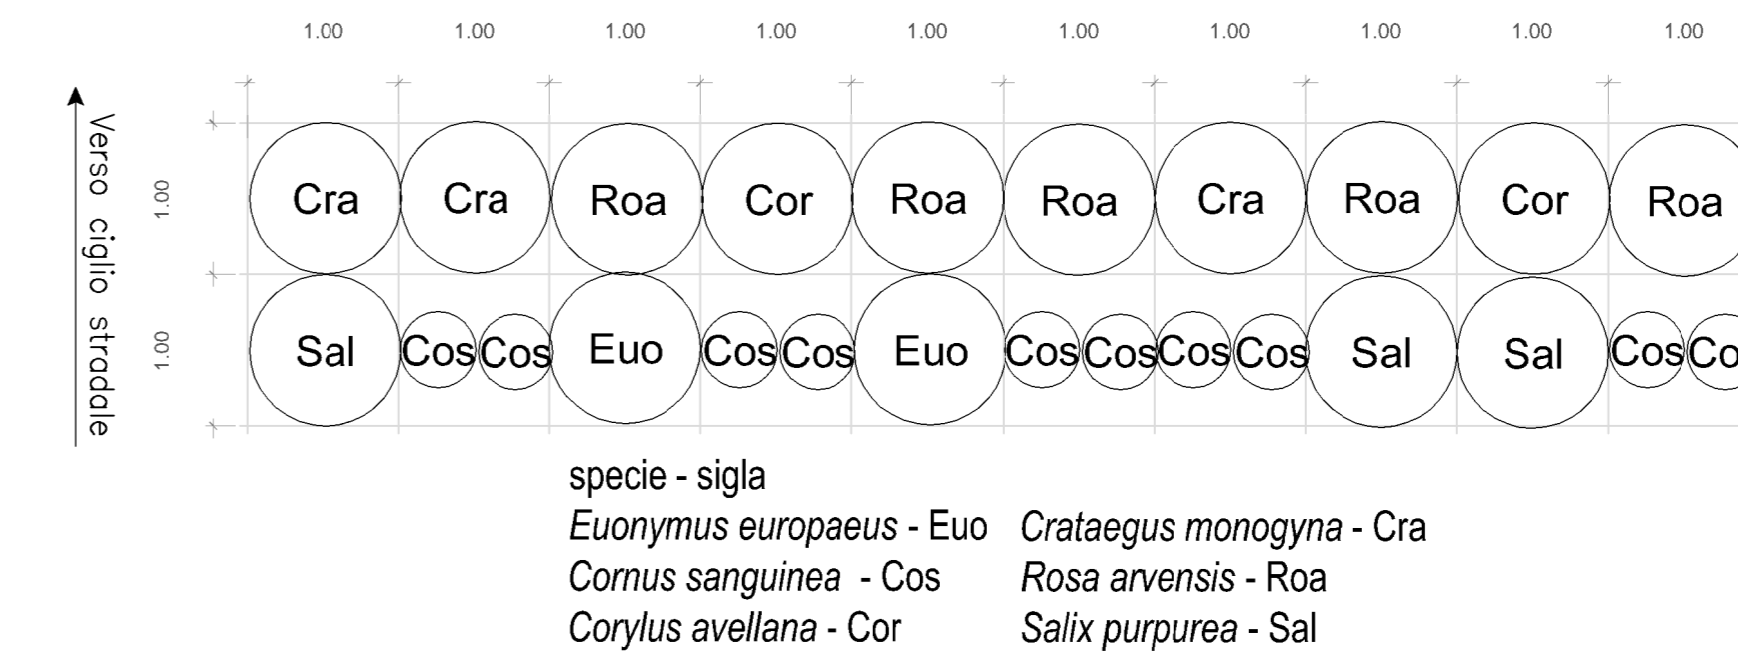 1.00 1.00 1.00 1.00 1.00 1.00 1.00 1.00 1.00 1.00
Verso ciglio stradale
1.00
Cra Cra Roa Cor Roa Roa Cra Roa Cor Roa
1.00
Sal Cos Cos Euo Cos Cos Euo Cos Cos Cos Cos Sal Sal Cos Co
specie - sigla
Euonymus europaeus - Euo Crataegus monogyna - Cra
Cornus sanguinea - Cos Rosa arvensis - Roa
Corylus avellana - Cor Salix purpurea - Sal